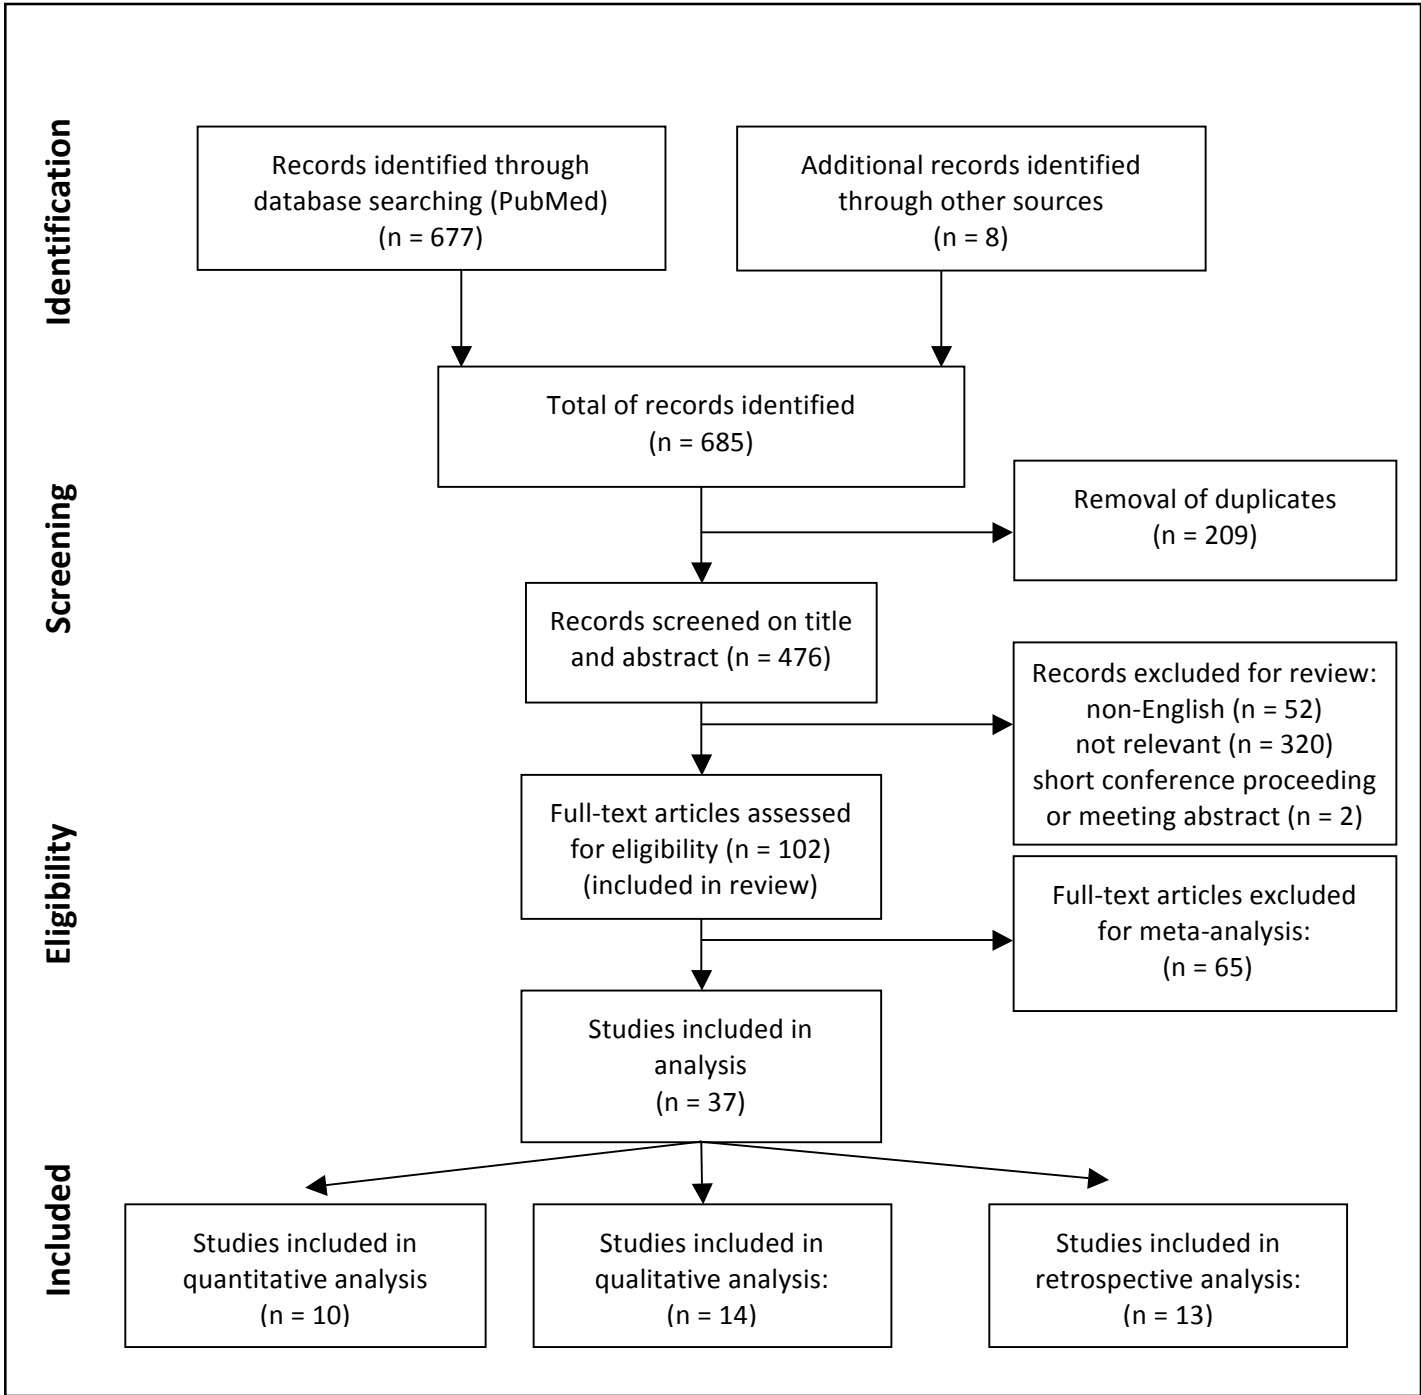 Identification
Records identified through
database searching (PubMed)
(n = 677)
Additional records identified
through other sources
(n = 8)
Total of records identified
(n = 685)
Screening
Removal of duplicates
(n = 209)
Records screened on title
and abstract (n = 476)
Records excluded for review:
non-English (n = 52)
not relevant (n = 320)
short conference proceeding
or meeting abstract (n = 2)
Eligibility
Full-text articles assessed
for eligibility (n = 102)
(included in review)
Full-text articles excluded
for meta-analysis:
(n = 65)
Studies included in
analysis
(n = 37)
Included
Studies included in
quantitative analysis
(n = 10)
Studies included in
qualitative analysis:
(n = 14)
Studies included in
retrospective analysis:
(n = 13)